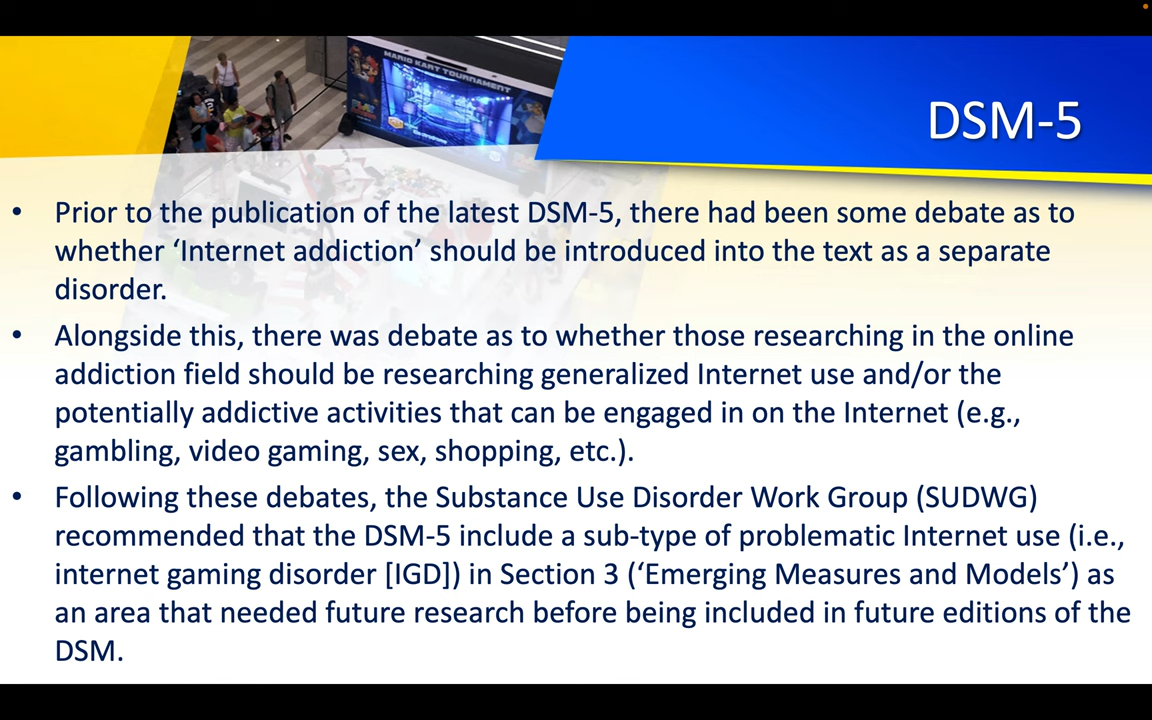 MARIO KART TOURNAMENT
DSM-5
• Prior to the publication of the latest DSM-5, there had been some debate as to
whether ‘Internet addiction’ should be introduced into the text as a separate
disorder.
• Alongside this, there was debate as to whether those researching in the online
addiction field should be researching generalized Internet use and/or the
potentially addictive activities that can be engaged in on the Internet (e.g.,
gambling, video gaming, sex, shopping, etc.).
• Following these debates, the Substance Use Disorder Work Group (SUDWG)
recommended that the DSM-5 include a sub-type of problematic Internet use (i.e.,
internet gaming disorder [IGD]) in Section 3 (‘Emerging Measures and Models’) as
an area that needed future research before being included in future editions of the
DSM.